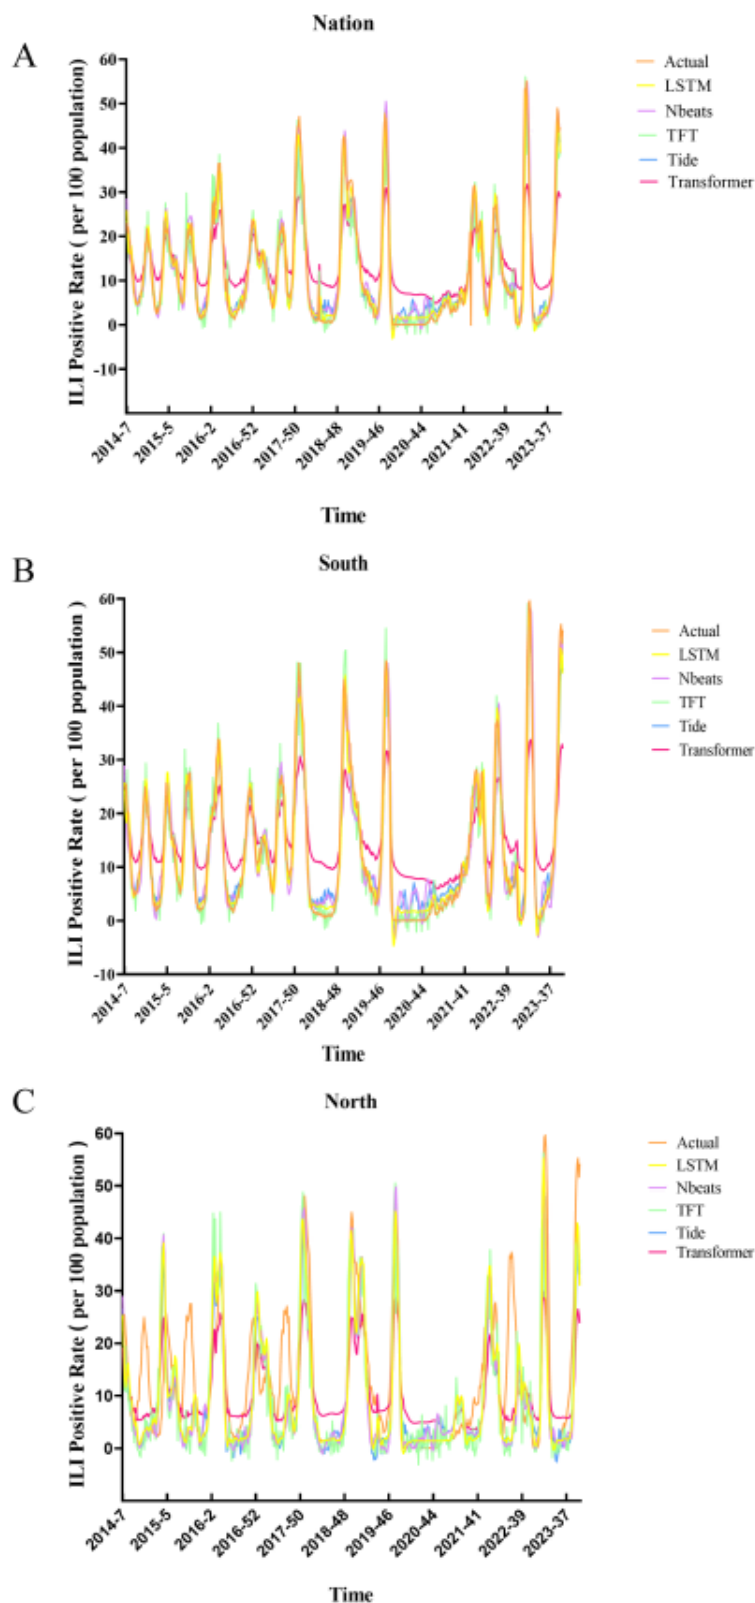 Nation
A
ILI Positive Rate ( per 100 population)
60
50
40
30
20
10
0
-10
2014-7
2015-5
2016-2
2016-52
2017-50
2018-48
2019-46
2020-44
2021-41
2022-39
2023-37
Time
Actual
LSTM
Nbeats
TFT
Tide
Transformer
South
B
ILI Positive Rate ( per 100 population )
60
50
40
30
20
10
0
-10
2014-7
2015-5
2016-2
2016-52
2017-50
2018-48
2019-46
2020-44
2021-41
2022-39
2023-37
Time
Actual
LSTM
Nbeats
TFT
Tide
Transformer
North
C
ILI Positive Rate ( per 100 population )
60
50
40
30
20
10
0
2014-7
2015-5
2016-2
2016-52
2017-50
2018-48
2019-46
2020-44
2021-41
2022-39
2023-37
Time
Actual
LSTM
Nbeats
TFT
Tide
Transformer